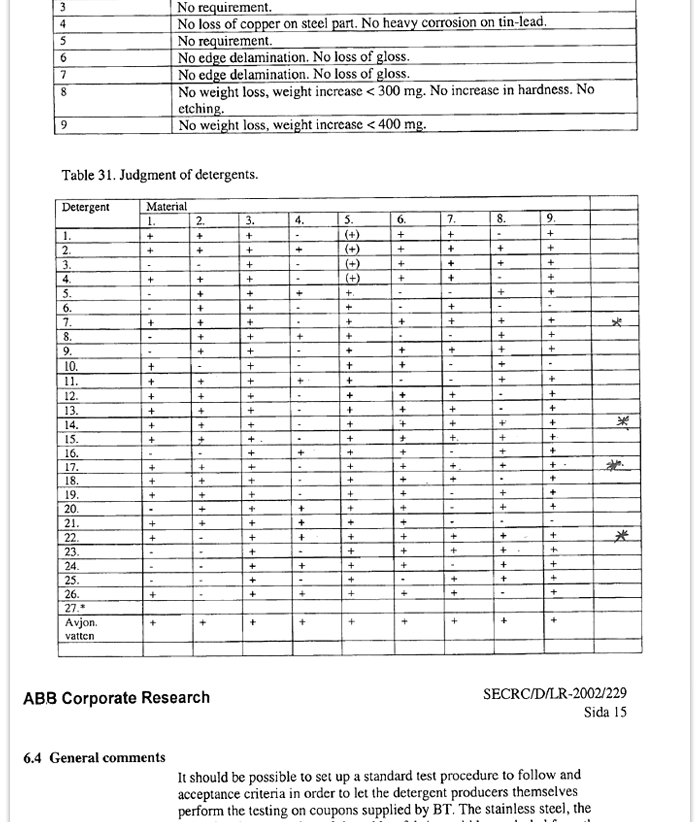 3 No requirement.
4 No loss of copper on steel part. No heavy corrosion on tin-lead.
5 No requirement.
6 No edge delamination. No loss of gloss.
7 No edge delamination. No loss of gloss.
8 No weight loss, weight increase < 300 mg. No increase in hardness. No
etching.
9 No weight loss, weight increase < 400 mg.
Table 31. Judgment of detergents.
Detergent Material
1. 2. 3. 4. 5. 6. 7. 8. 9.
1. + + + - (+) + + - +
2. + + + + (+) + + + +
3. - - + - (+) + + + +
4. + + + - (+) + + - +
5. - + + + + - - + +
6. - + + - + - + - -
7. + + + - + + + + + *
8. - + + + + - - + +
9. - + + - + + + + +
10. + - + - + + - + -
11. + + + + + - - + +
12. + + + - + + + - +
13. + + + - + + + - +
14. + + + - + + + + + *
15. + + + - + + + + +
16. - - + + + + - + +
17. + + + - + + + + + *
18. + + + - + + + - +
19. + + + - + + - + +
20. - + + + + + - + +
21. + + + + + + - - -
22. + - + + + + + + + *
23. - - + - + + + + +
24. - - + + + + - + +
25. - - + - + - + + +
26. + - + + + + + - +
27.*
Avjon. + + + + + + + + +
vatten
ABB Corporate Research SECRC/D/LR-2002/229
Sida 15
6.4 General comments
It should be possible to set up a standard test procedure to follow and
acceptance criteria in order to let the detergent producers themselves
perform the testing on coupons supplied by BT. The stainless steel, the